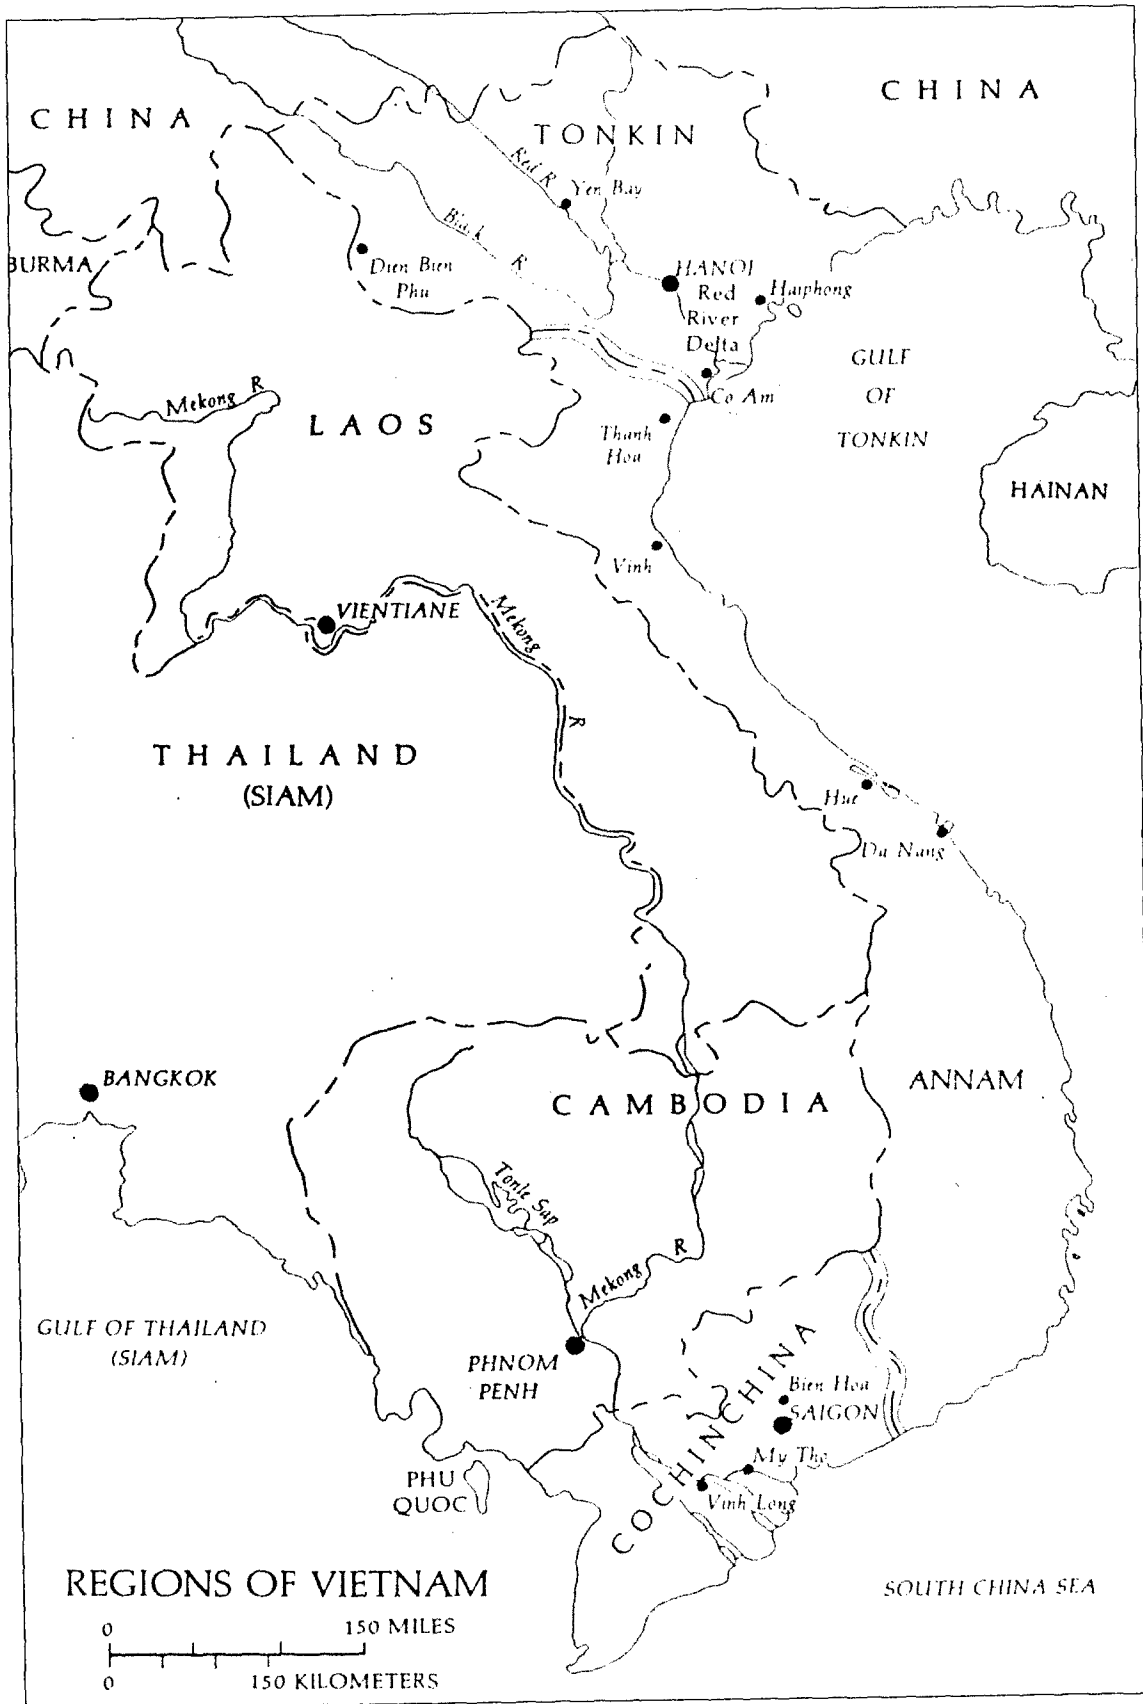 CHINA
CHINA
TONKIN
Red R
Yen Bay
Black R
BURMA
Dien Bien
Phu
HANOI
Red
River
Delta
Haiphong
GULF
OF
TONKIN
Co Am
Mekong R
LAOS
Thanh
Hoa
HAINAN
Vinh
VIENTIANE
Mekong
R
THAILAND
(SIAM)
Hue
Da Nang
BANGKOK
CAMBODIA
ANNAM
Tonle Sap
Mekong R
GULF OF THAILAND
(SIAM)
PHNOM
PENH
COCHINCHINA
Bien Hoa
SAIGON
My Tho
Vinh Long
PHU
QUOC
REGIONS OF VIETNAM
SOUTH CHINA SEA
0 150 MILES
0 150 KILOMETERS